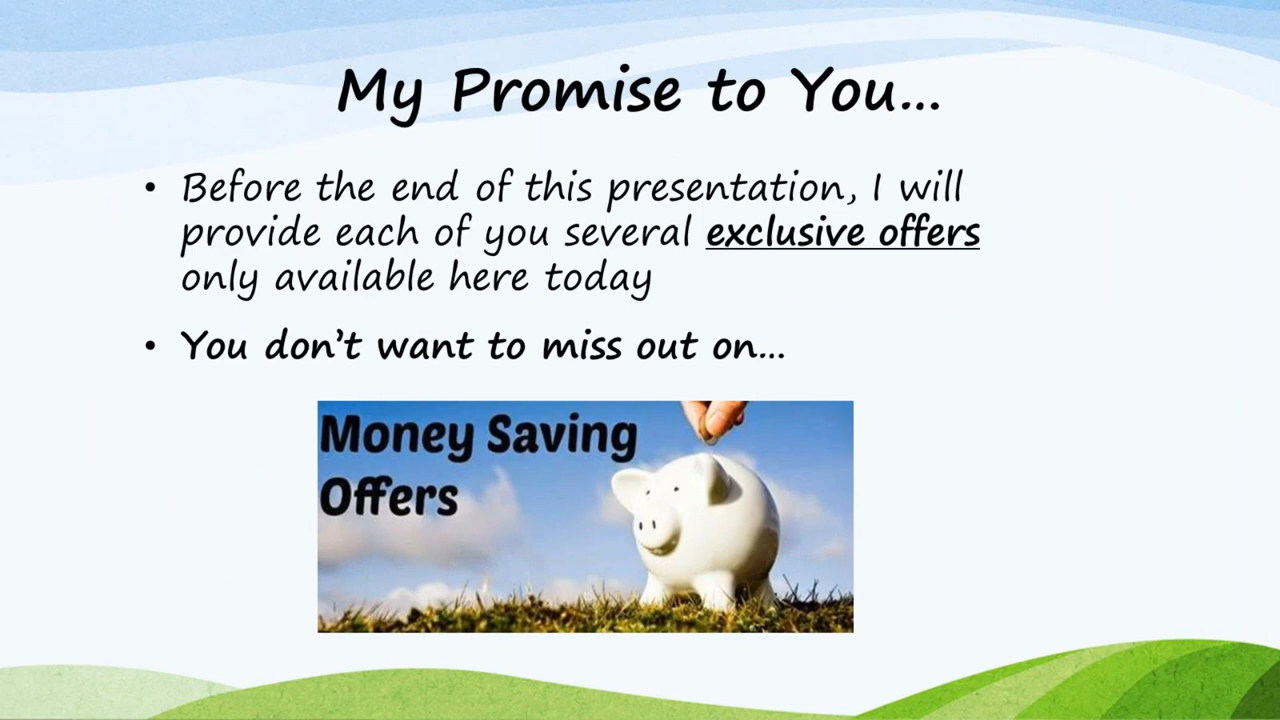 My Promise to You...
• Before the end of this presentation, I will
provide each of you several exclusive offers
only available here today
• You don’t want to miss out on...
Money Saving
Offers